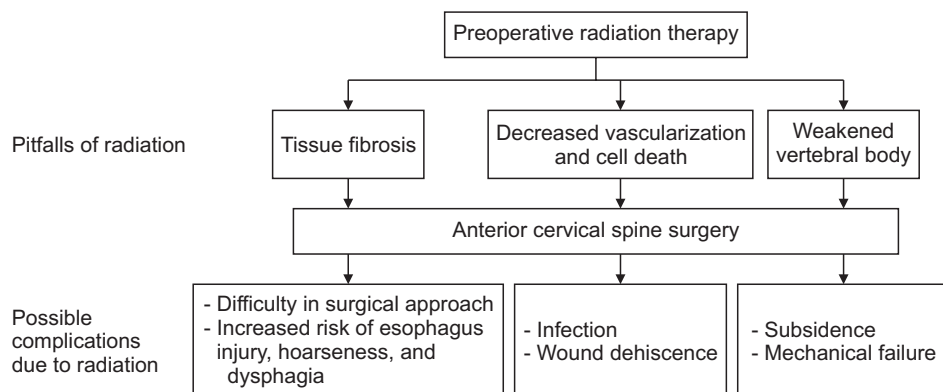 Preoperative radiation therapy
Pitfalls of radiation
Tissue fibrosis
Decreased vascularization
and cell death
Weakened
vertebral body
Anterior cervical spine surgery
Possible
complications
due to radiation
- Difficulty in surgical approach
- Increased risk of esophagus
injury, hoarseness, and
dysphagia
- Infection
- Wound dehiscence
- Subsidence
- Mechanical failure